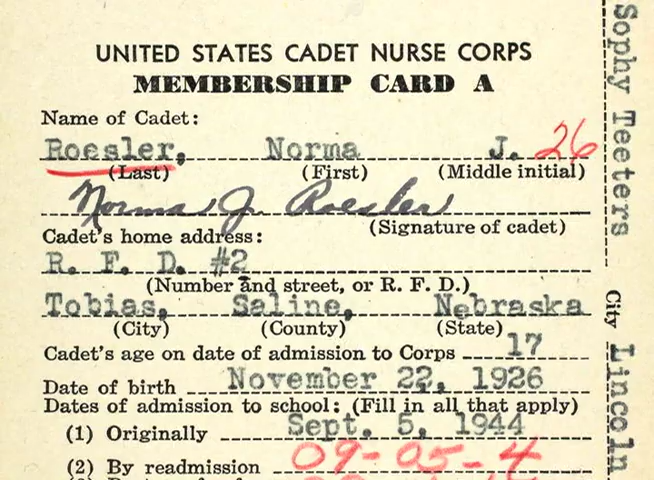 UNITED STATES CADET NURSE CORPS
MEMBERSHIP CARD A
Name of Cadet:
Roesler, Norma J. 26
(Last) (First) (Middle initial)
Norma J. Roesler
(Signature of cadet)
Cadet's home address:
R. F. D. #2
(Number and street, or R. F. D.)
Tobias, Saline, Nebraska
(City) (County) (State)
Cadet's age on date of admission to Corps 17
Date of birth November 22, 1926
Dates of admission to school: (Fill in all that apply)
(1) Originally Sept. 5, 1944
(2) By readmission 09-05-4
Sophy Teeters
City Lincoln